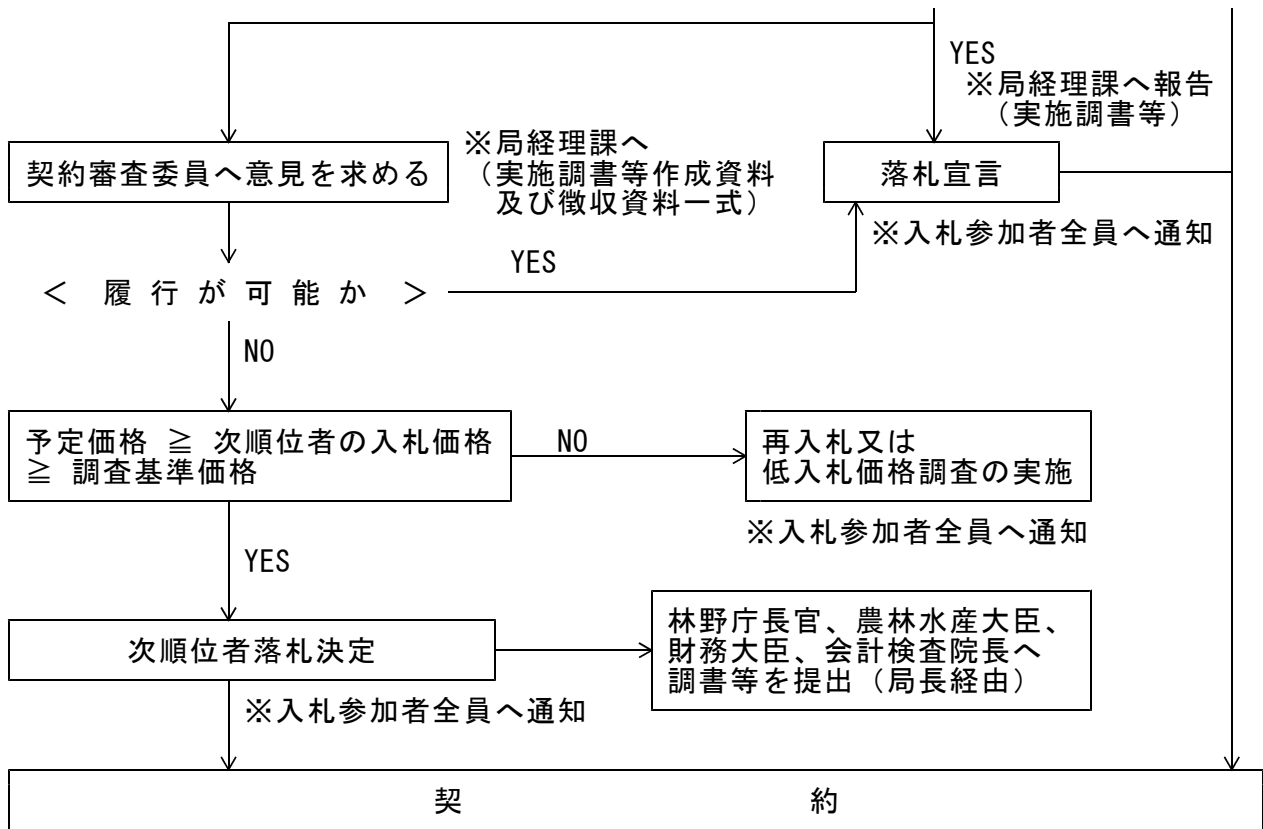 YES
※局経理課へ報告
（実施調書等）
契約審査委員へ意見を求める
※局経理課へ
（実施調書等作成資料
及び徴収資料一式）
落札宣言
※入札参加者全員へ通知
YES
＜ 履 行 が 可 能 か ＞
NO
予定価格 ≧ 次順位者の入札価格
≧ 調査基準価格
NO
再入札又は
低入札価格調査の実施
※入札参加者全員へ通知
YES
次順位者落札決定
林野庁長官、農林水産大臣、
財務大臣、会計検査院長へ
調書等を提出（局長経由）
※入札参加者全員へ通知
契 約